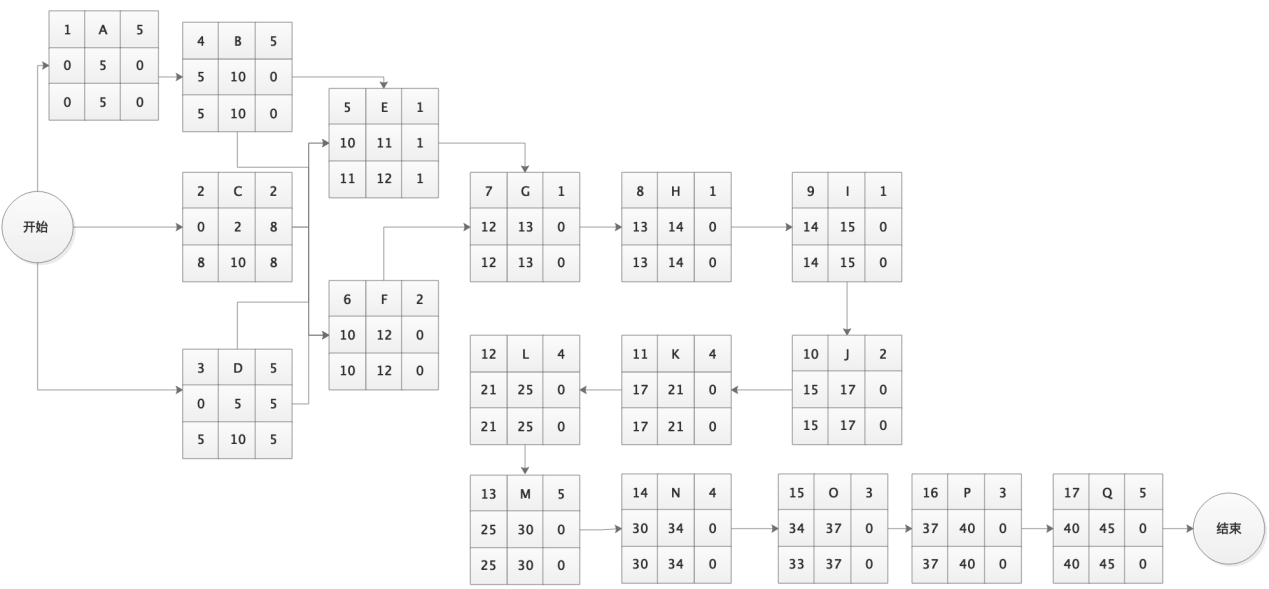 1 A 5
0 5 0
0 5 0
4 B 5
5 10 0
5 10 0
5 E 1
10 11 1
11 12 1
2 C 2
0 2 8
8 10 8
开始
7 G 1
12 13 0
12 13 0
8 H 1
13 14 0
13 14 0
9 I 1
14 15 0
14 15 0
6 F 2
10 12 0
10 12 0
3 D 5
0 5 5
5 10 5
12 L 4
21 25 0
21 25 0
11 K 4
17 21 0
17 21 0
10 J 2
15 17 0
15 17 0
13 M 5
25 30 0
25 30 0
14 N 4
30 34 0
30 34 0
15 O 3
34 37 0
33 37 0
16 P 3
37 40 0
37 40 0
17 Q 5
40 45 0
40 45 0
结束